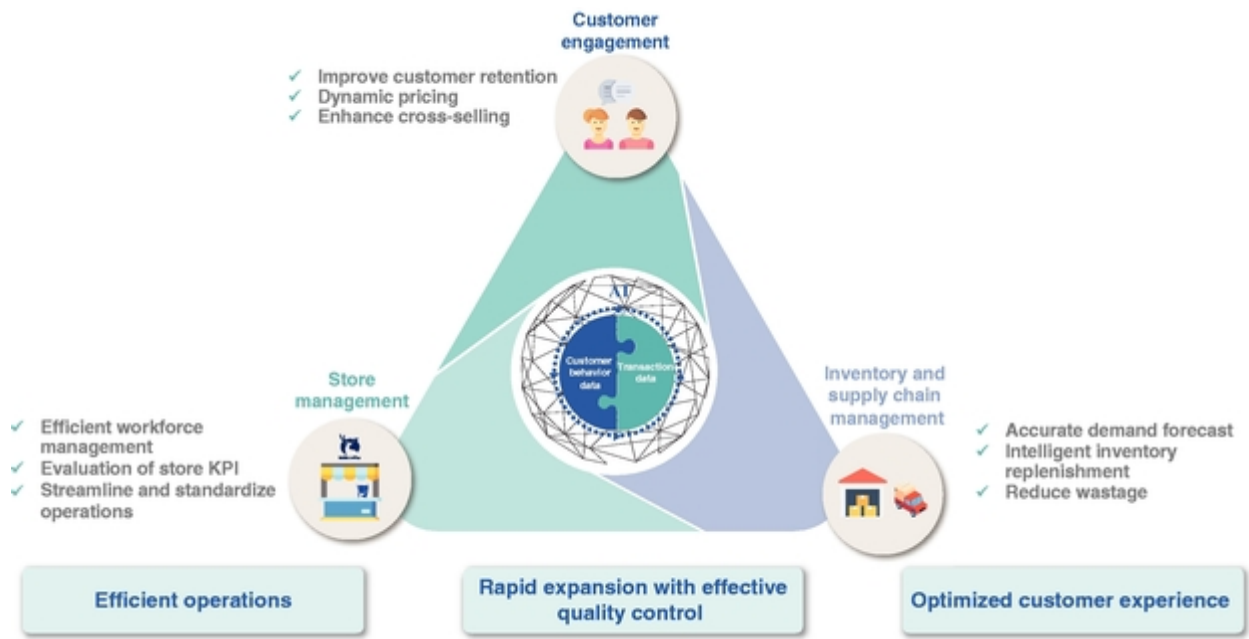 Customer
engagement
Improve customer retention
Dynamic pricing
Enhance cross-selling
AI
Customer
behavior
data
Transaction
data
Store
management
Efficient workforce
management
Evaluation of store KPI
Streamline and standardize
operations
Inventory and
supply chain
management
Accurate demand forecast
Intelligent inventory
replenishment
Reduce wastage
Efficient operations
Rapid expansion with effective
quality control
Optimized customer experience